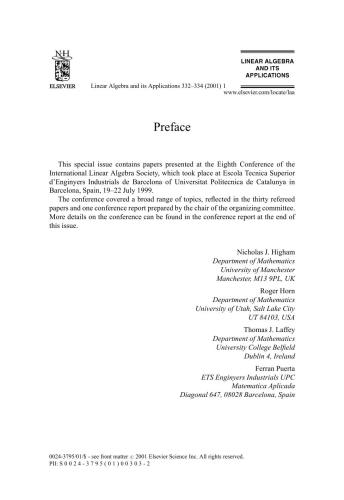 NH
LINEAR ALGEBRA
AND ITS
APPLICATIONS
ELSEVIER
Linear Algebra and its Applications 332–334 (2001) 1
www.elsevier.com/locate/laa
Preface
This special issue contains papers presented at the Eighth Conference of the
International Linear Algebra Society, which took place at Escola Tecnica Superior
d'Enginyers Industrials de Barcelona of Universitat Politecnica de Catalunya in
Barcelona, Spain, 19–22 July 1999.
The conference covered a broad range of topics, reflected in the thirty refereed
papers and one conference report prepared by the chair of the organizing committee.
More details on the conference can be found in the conference report at the end of
this issue.
Nicholas J. Higham
Department of Mathematics
University of Manchester
Manchester, M13 9PL, UK
Roger Horn
Department of Mathematics
University of Utah, Salt Lake City
UT 84103, USA
Thomas J. Laffey
Department of Mathematics
University College Belfield
Dublin 4, Ireland
Ferran Puerta
ETS Enginyers Industrials UPC
Matematica Aplicada
Diagonal 647, 08028 Barcelona, Spain
0024-3795/01/$ - see front matter © 2001 Elsevier Science Inc. All rights reserved.
PII: S 0 0 2 4 - 3 7 9 5 ( 0 1 ) 0 0 3 0 3 - 2